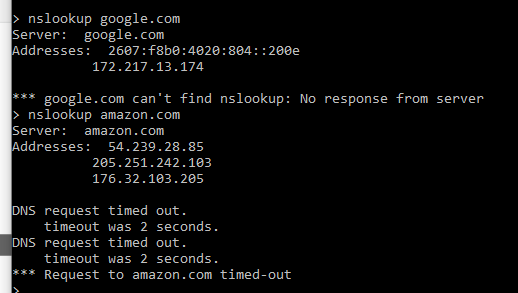 > nslookup google.com
Server:  google.com
Addresses:  2607:f8b0:4020:804::200e
          172.217.13.174

*** google.com can't find nslookup: No response from server
> nslookup amazon.com
Server:  amazon.com
Addresses:  54.239.28.85
          205.251.242.103
          176.32.103.205

DNS request timed out.
    timeout was 2 seconds.
DNS request timed out.
    timeout was 2 seconds.
*** Request to amazon.com timed-out
>